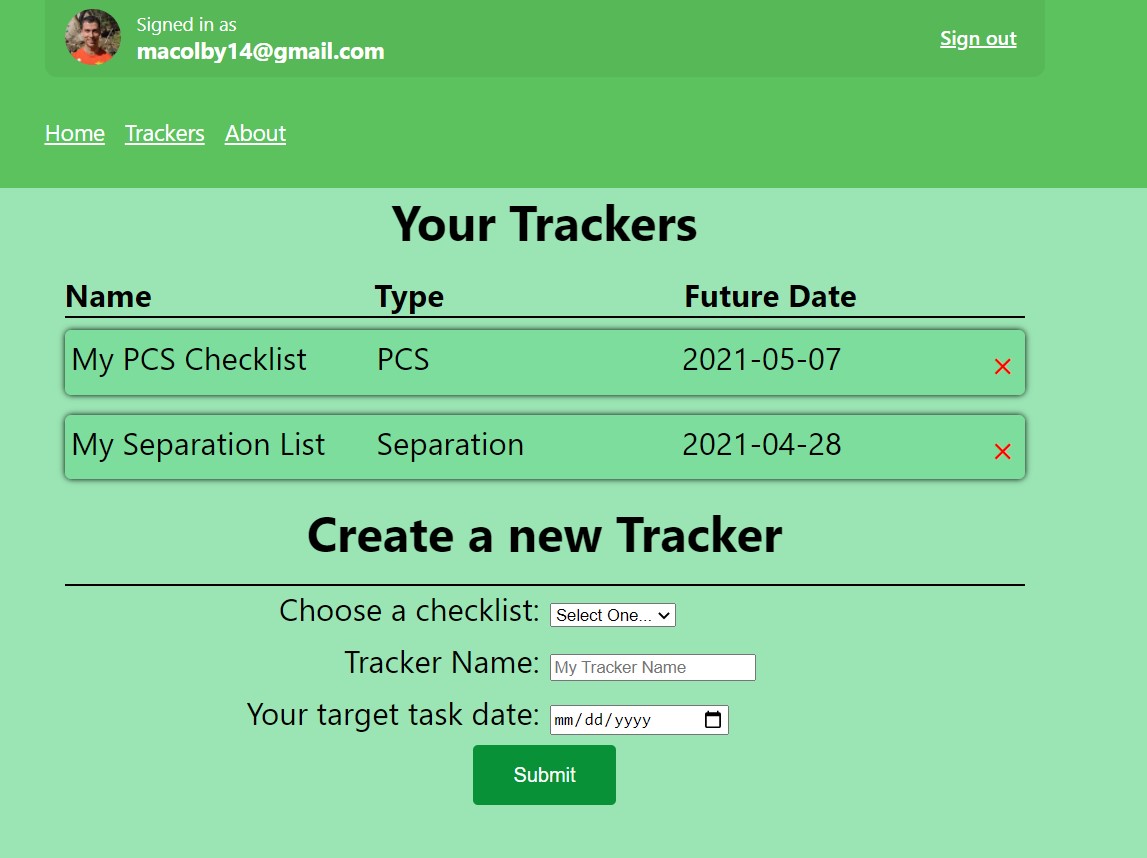 Signed in as
macolby14@gmail.com
Sign out
Home Trackers About
Your Trackers
Name Type Future Date
My PCS Checklist PCS 2021-05-07 ×
My Separation List Separation 2021-04-28 ×
Create a new Tracker
Choose a checklist: Select One...
Tracker Name: My Tracker Name
Your target task date: mm/dd/yyyy
Submit